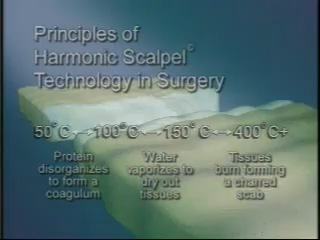 Principles of
Harmonic Scalpel©
Technology in Surgery
50°C→100°C→150°C→400°C+
Protein
disorganizes
to form a
coagulum
Water
vaporizes to
dry out
tissues
Tissues
burn forming
a charred
scab